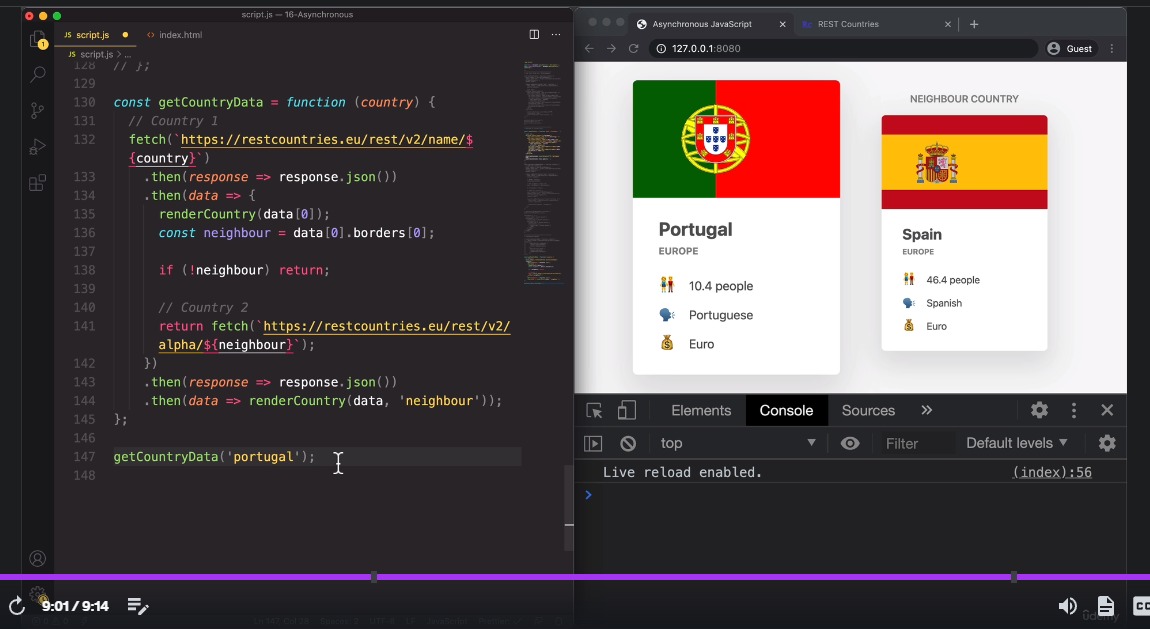 script.js — 16-Asynchronous
JS script.js
index.html
JS script.js > ...
1
128 // };
129
130 const getCountryData = function (country) {
131 // Country 1
132 fetch(`https://restcountries.eu/rest/v2/name/$
{country}`)
133 .then(response => response.json())
134 .then(data => {
135 renderCountry(data[0]);
136 const neighbour = data[0].borders[0];
137
138 if (!neighbour) return;
139
140 // Country 2
141 return fetch(`https://restcountries.eu/rest/v2/
alpha/${neighbour}`);
142 })
143 .then(response => response.json())
144 .then(data => renderCountry(data, 'neighbour'));
145 };
146
147 getCountryData('portugal');
148
Asynchronous JavaScript
REST Countries
127.0.0.1:8080
Guest
Portugal
EUROPE
10.4 people
Portuguese
Euro
NEIGHBOUR COUNTRY
Spain
EUROPE
46.4 people
Spanish
Euro
Elements Console Sources »
top
Filter
Default levels
Live reload enabled. (index):56
9:01 / 9:14
CC
udemy